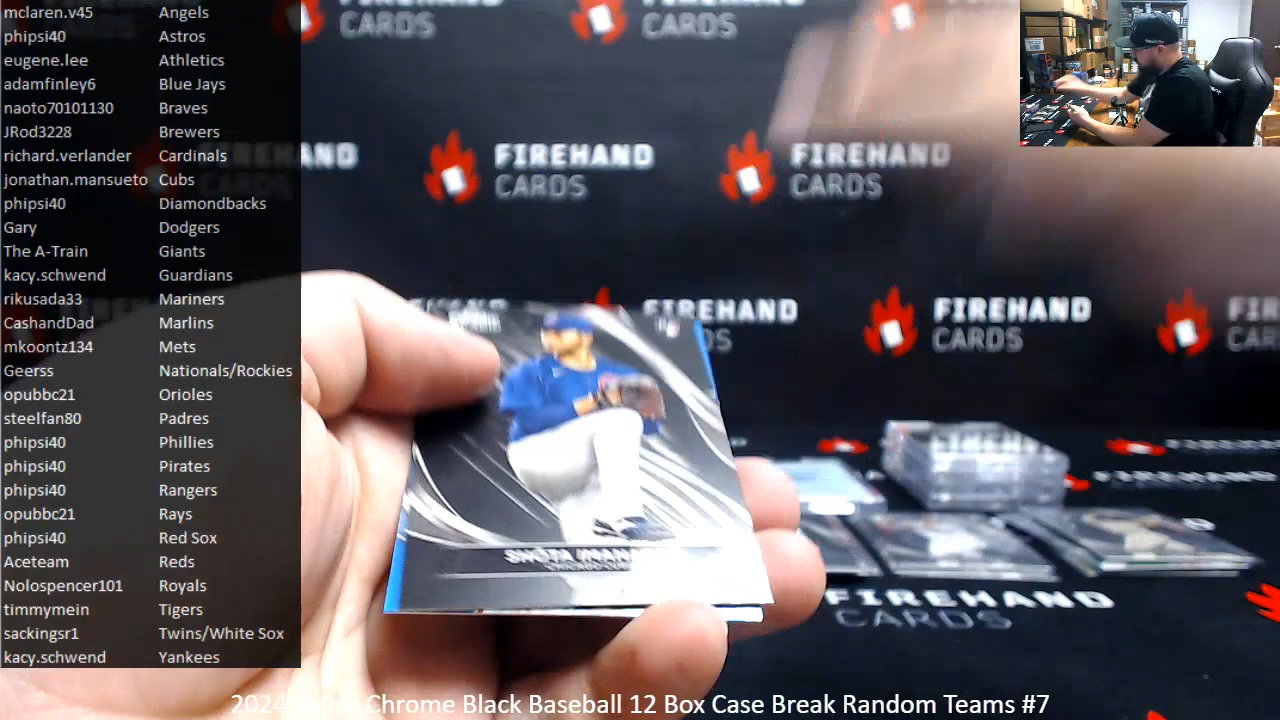 mclaren.v45 Angels
phipsi40 Astros
eugene.lee Athletics
adamfinley6 Blue Jays
naoto70101130 Braves
JRod3228 Brewers
richard.verlander Cardinals
jonathan.mansueto Cubs
phipsi40 Diamondbacks
Gary Dodgers
The A-Train Giants
kacy.schwend Guardians
rikusada33 Mariners
CashandDad Marlins
mkoontz134 Mets
Geerss Nationals/Rockies
opubbc21 Orioles
steelfan80 Padres
phipsi40 Phillies
phipsi40 Pirates
phipsi40 Rangers
opubbc21 Rays
phipsi40 Red Sox
Aceteam Reds
Nolospencer101 Royals
timmymein Tigers
sackingsr1 Twins/White Sox
kacy.schwend Yankees
CARDS
CARDS
FIREHAND
CARDS
FIREHAND
CARDS
FIREHAND
FIREHAND
CARDS
SHOTA
CHICAGO
FIREHAND
CARDS
2024 Chrome Black Baseball 12 Box Case Break Random Teams #7